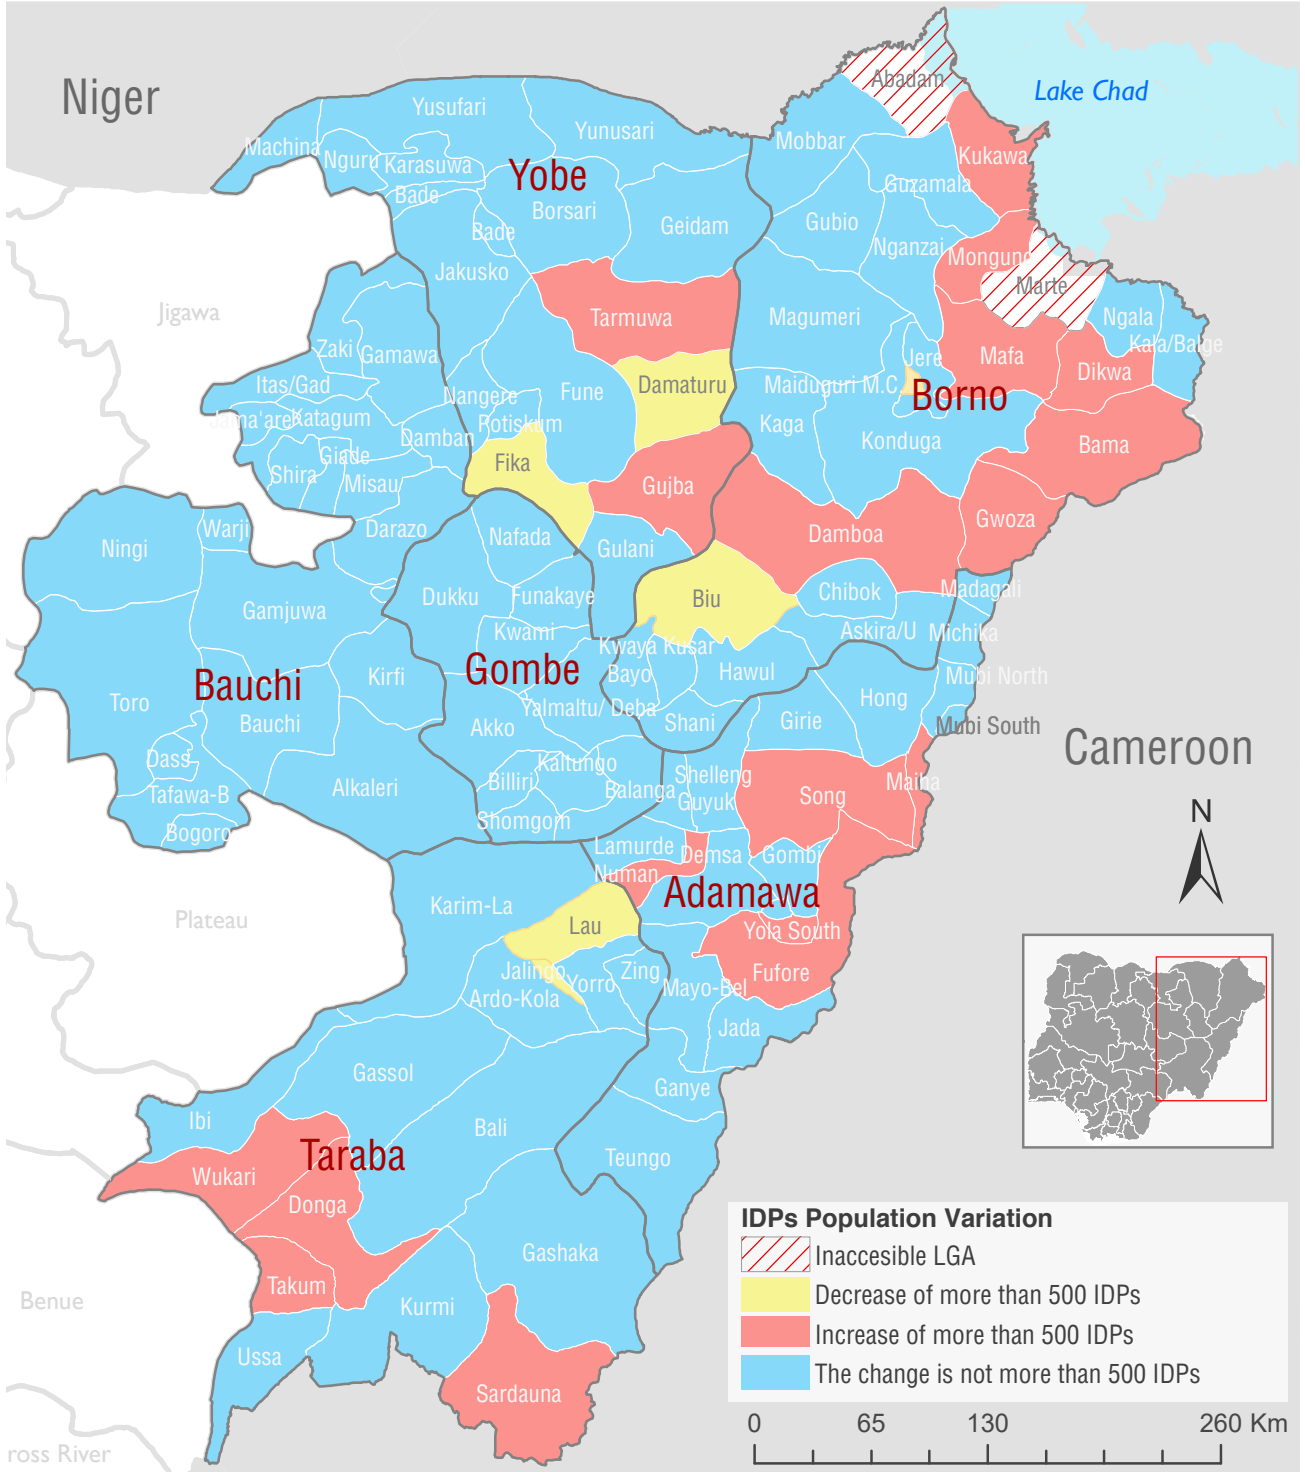 Niger
Lake Chad
Abadam
Yusufari
Yunusari
Mobbar
Kukawa
Machina
Nguru
Karasuwa
Yobe
Guzamala
Bade
Borsari
Geidam
Gubio
Bade
Nganzai
Monguno
Jakusko
Marte
Jigawa
Tarmuwa
Magumeri
Ngala
Kala/Balge
Zaki
Gamawa
Jere
Mafa
Dikwa
Itas/Gad
Nangere
Fune
Damaturu
Maiduguri M.C.
Borno
Jama'are
Katagum
Potiskum
Kaga
Konduga
Damban
Bama
Giade
Fika
Shira
Misau
Gujba
Gwoza
Warji
Darazo
Nafada
Damboa
Ningi
Gulani
Dukku
Funakaye
Biu
Chibok
Madagali
Gamjuwa
Kwami
Askira/U
Michika
Kwaya Kusar
Bauchi
Kirfi
Gombe
Bayo
Hawul
Mubi North
Toro
Bauchi
Akko
Yalmaltu/ Deba
Shani
Girie
Hong
Mubi South
Cameroon
Dass
Kaltungo
Billiri
Shelleng
Maiha
Tafawa-B
Alkaleri
Balanga
Guyuk
Song
N
Bogoro
Shomgom
Lamurde
Demsa
Gombi
Numan
Adamawa
Karim-La
Plateau
Lau
Yola South
Jalingo
Yorro
Zing
Fufore
Ardo-Kola
Mayo-Bel
Jada
Gassol
Ganye
Ibi
Bali
Taraba
Teungo
Wukari
Donga
Gashaka
Takum
Benue
Kurmi
Ussa
Sardauna
ross River
IDPs Population Variation
Inaccesible LGA
Decrease of more than 500 IDPs
Increase of more than 500 IDPs
The change is not more than 500 IDPs
0 65 130 260 Km